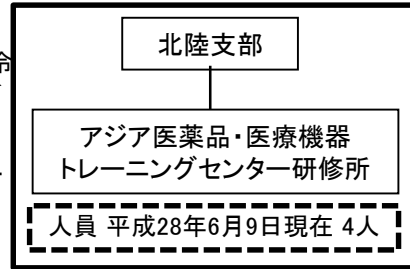 令
北陸支部
アジア医薬品・医療機器
トレーニングセンター研修所
人員 平成28年6月9日現在 4人